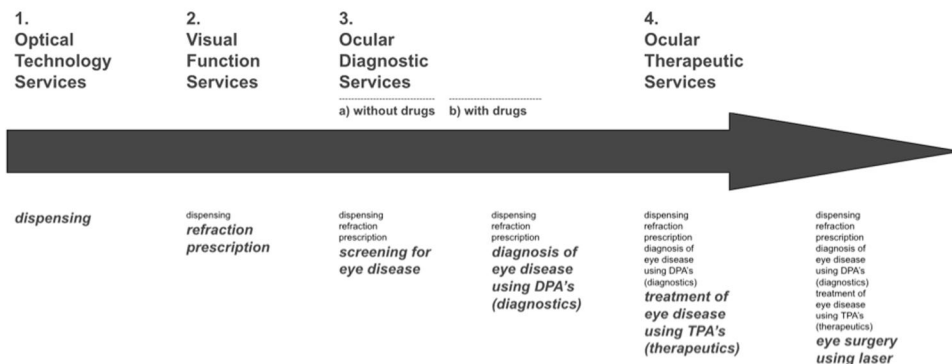 1.
Optical
Technology
Services
2.
Visual
Function
Services
3.
Ocular
Diagnostic
Services
a) without drugs
b) with drugs
4.
Ocular
Therapeutic
Services
dispensing
dispensing
refraction
prescription
dispensing
refraction
prescription
screening for
eye disease
dispensing
refraction
prescription
diagnosis of
eye disease
using DPA's
(diagnostics)
dispensing
refraction
prescription
diagnosis of
eye disease
using DPA's
(diagnostics)
treatment of
eye disease
using TPA's
(therapeutics)
dispensing
refraction
prescription
diagnosis of
eye disease
using DPA's
(diagnostics)
treatment of
eye disease
using TPA's
(therapeutics)
eye surgery
using laser